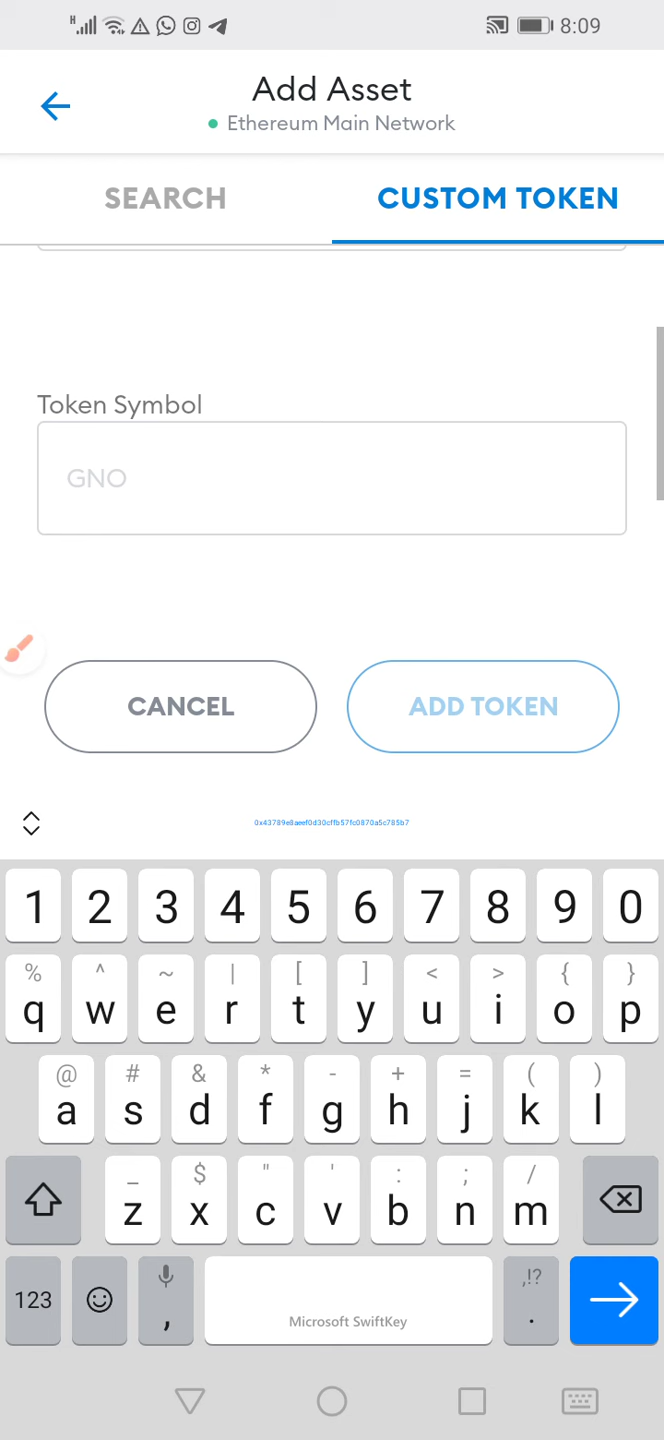 H 8:09
Add Asset
Ethereum Main Network
SEARCH CUSTOM TOKEN
Token Symbol
GNO
CANCEL ADD TOKEN
0x43789e8aeef0d30cffb57fc0870a5c785b7
1 2 3 4 5 6 7 8 9 0
% ^ ~ | [ ] < > { }
q w e r t y u i o p
@ # & * - + = ( )
a s d f g h j k l
_ $ " ' : ; /
z x c v b n m
,!?
123 , Microsoft SwiftKey .